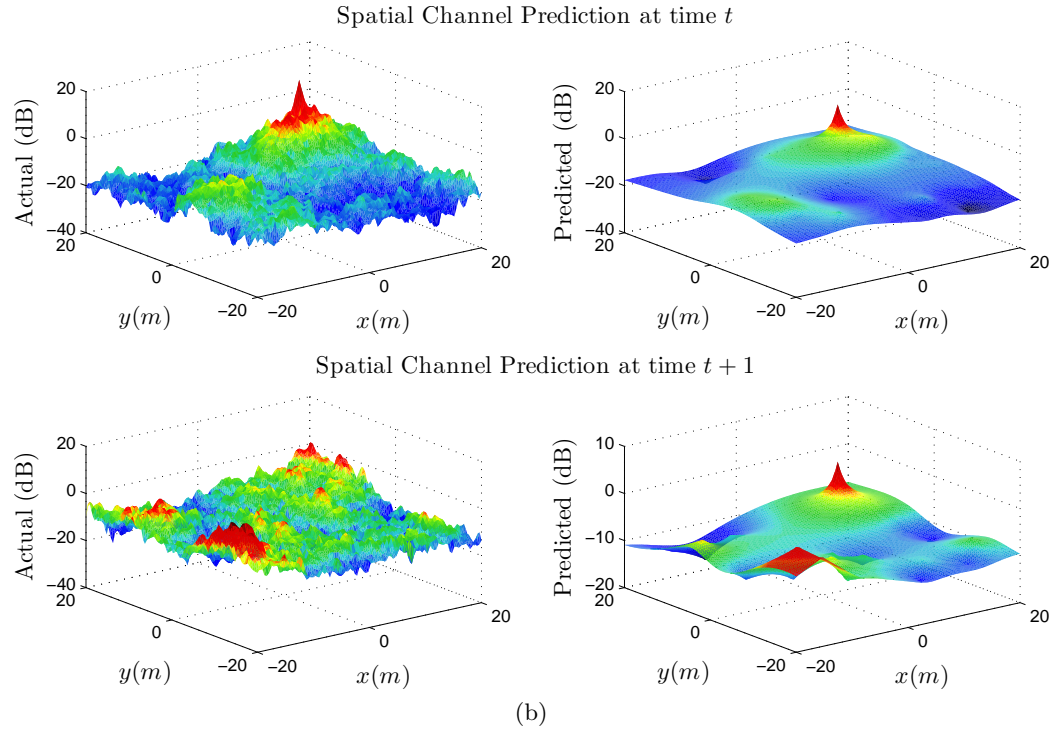 Spatial Channel Prediction at time t
Actual (dB)
20
0
−20
−40
20
0
−20
y(m)
−20
0
20
x(m)
Predicted (dB)
20
0
−20
−40
20
0
−20
y(m)
−20
0
20
x(m)
Spatial Channel Prediction at time t + 1
Actual (dB)
20
0
−20
−40
20
0
−20
y(m)
−20
0
20
x(m)
Predicted (dB)
10
0
−10
−20
20
0
−20
y(m)
−20
0
20
x(m)
(b)